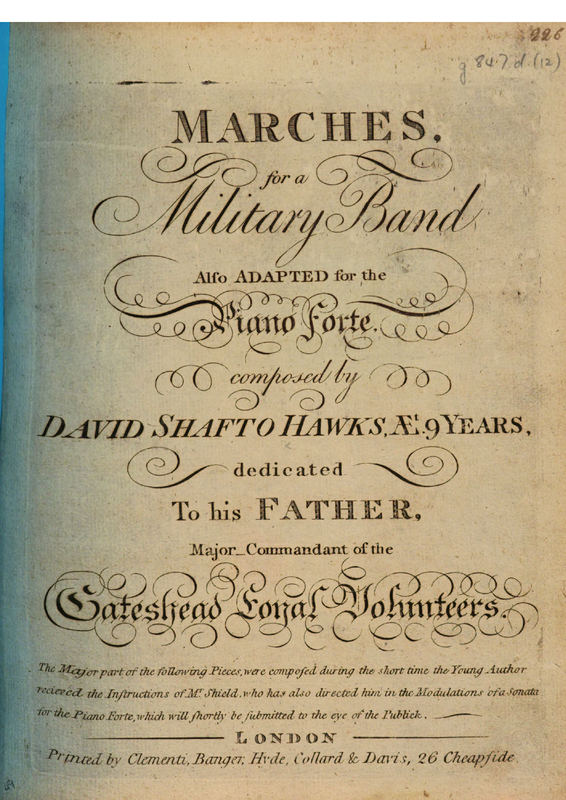 226
g 847.d.(12)
MARCHES.
for a
Military Band
Alſo ADAPTED for the
Piano Forte.
composed by
DAVID SHAFTO HAWKS, Æt. 9 YEARS,
dedicated
To his FATHER,
Major_Commandant of the
Gateshead Loyal Volunteers.
The Major part of the following Pieces, were compoſed during the short time the Young Author
recieved the Inſtructions of Mr. Shield, who has also directed him in the Modulations of a Sonata
for the Piano Forte, which will ſhortly be ſubmitted to the eye of the Publick.
LONDON
Printed by Clementi, Banger, Hyde, Collard & Davis, 26 Cheapſide